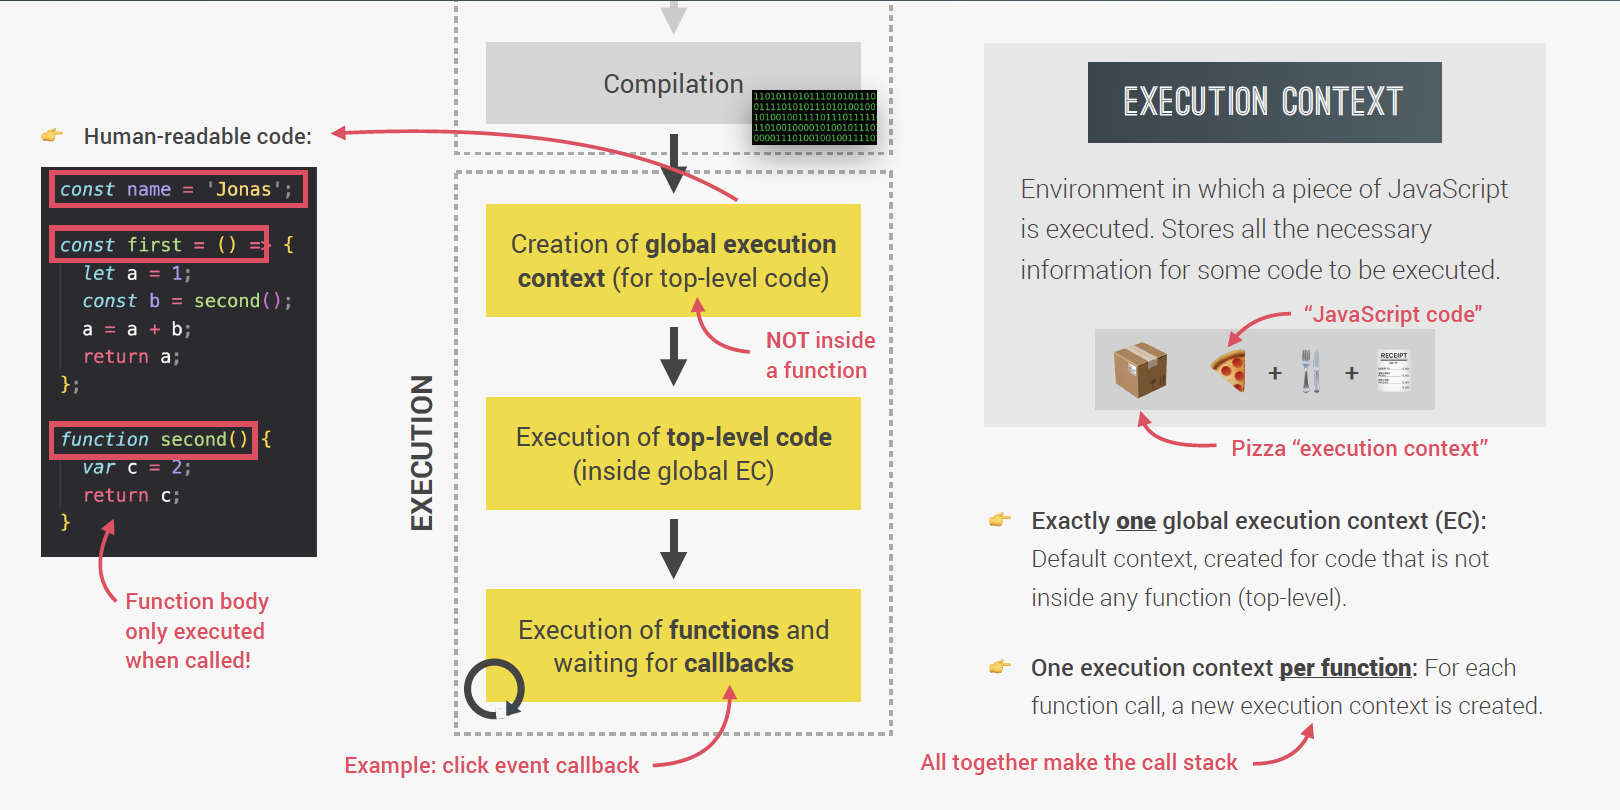 Compilation
11010110101110101011101
01111010101110101001001
10100100111101110111111
11010010000101001011101
00001110100100100111101
👉 Human-readable code:
const name = 'Jonas';
const first = () => {
let a = 1;
const b = second();
a = a + b;
return a;
};
function second() {
var c = 2;
return c;
}
Function body
only executed
when called!
EXECUTION
Creation of global execution
context (for top-level code)
NOT inside
a function
Execution of top-level code
(inside global EC)
Execution of functions and
waiting for callbacks
Example: click event callback
EXECUTION CONTEXT
Environment in which a piece of JavaScript
is executed. Stores all the necessary
information for some code to be executed.
“JavaScript code"
+ +
RECEIPT
Pizza “execution context”
👉 Exactly one global execution context (EC):
Default context, created for code that is not
inside any function (top-level).
👉 One execution context per function: For each
function call, a new execution context is created.
All together make the call stack